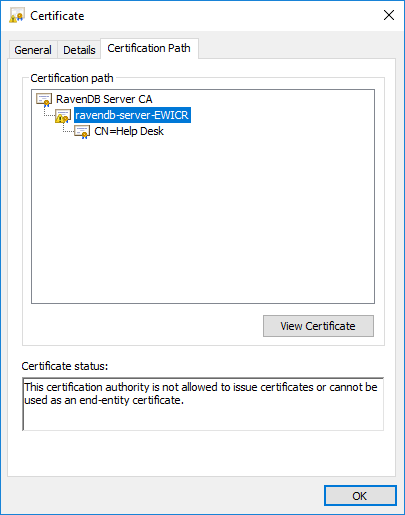 Certificate
General
Details
Certification Path
Certification path
RavenDB Server CA
ravendb-server-EWICR
CN=Help Desk
View Certificate
Certificate status:
This certification authority is not allowed to issue certificates or cannot be
used as an end-entity certificate.
OK